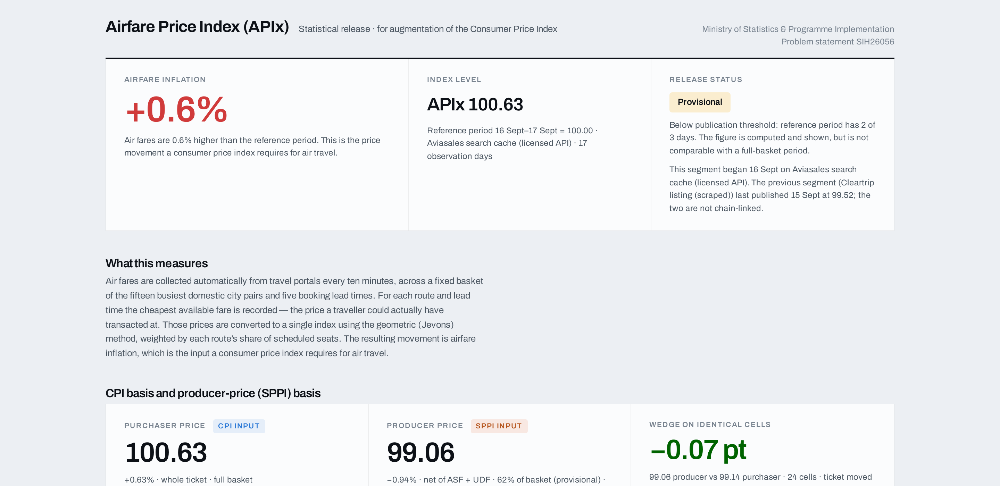 Airfare Price Index (APIx) Statistical release · for augmentation of the Consumer Price Index
Ministry of Statistics & Programme Implementation
Problem statement SIH26056
AIRFARE INFLATION
+0.6%
Air fares are 0.6% higher than the reference period. This is the price
movement a consumer price index requires for air travel.
INDEX LEVEL
APIx 100.63
Reference period 16 Sept–17 Sept = 100.00 ·
Aviasales search cache (licensed API) · 17
observation days
RELEASE STATUS
Provisional
Below publication threshold: reference period has 2 of
3 days. The figure is computed and shown, but is not
comparable with a full-basket period.
This segment began 16 Sept on Aviasales search
cache (licensed API). The previous segment (Cleartrip
listing (scraped)) last published 15 Sept at 99.52; the
two are not chain-linked.
What this measures
Air fares are collected automatically from travel portals every ten minutes, across a fixed basket
of the fifteen busiest domestic city pairs and five booking lead times. For each route and lead
time the cheapest available fare is recorded — the price a traveller could actually have
transacted at. Those prices are converted to a single index using the geometric (Jevons)
method, weighted by each route’s share of scheduled seats. The resulting movement is airfare
inflation, which is the input a consumer price index requires for air travel.
CPI basis and producer-price (SPPI) basis
PURCHASER PRICE CPI INPUT
100.63
+0.63% · whole ticket · full basket
PRODUCER PRICE SPPI INPUT
99.06
−0.94% · net of ASF + UDF · 62% of basket (provisional) ·
WEDGE ON IDENTICAL CELLS
−0.07 pt
99.06 producer vs 99.14 purchaser · 24 cells · ticket moved